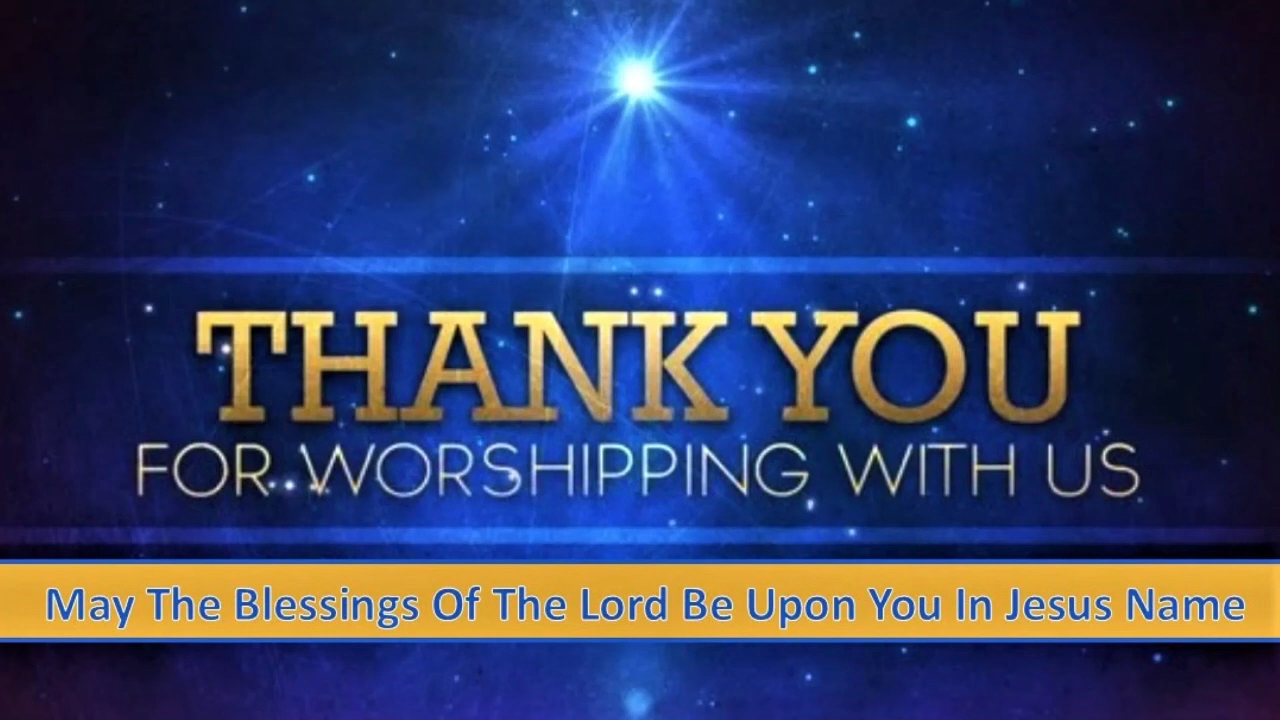 THANK YOU
FOR WORSHIPPING WITH US
May The Blessings Of The Lord Be Upon You In Jesus Name